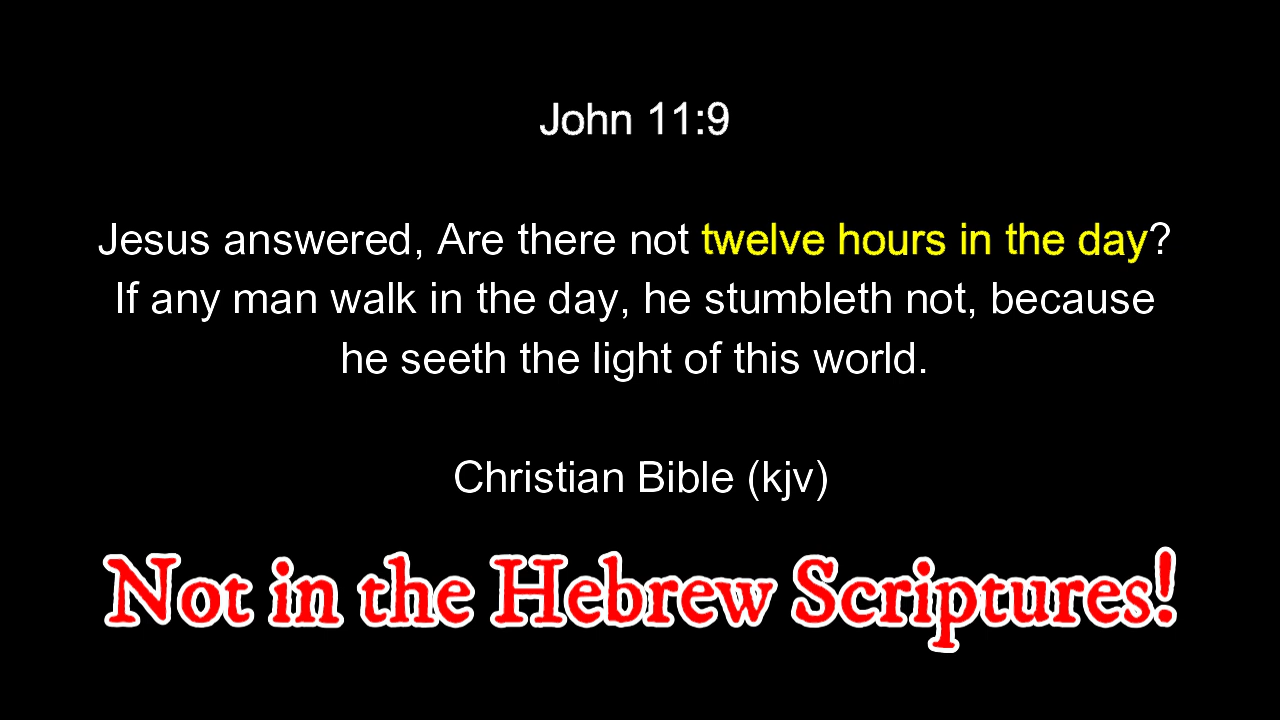 John 11:9
Jesus answered, Are there not twelve hours in the day?
If any man walk in the day, he stumbleth not, because
he seeth the light of this world.
Christian Bible (kjv)
Not in the Hebrew Scriptures!